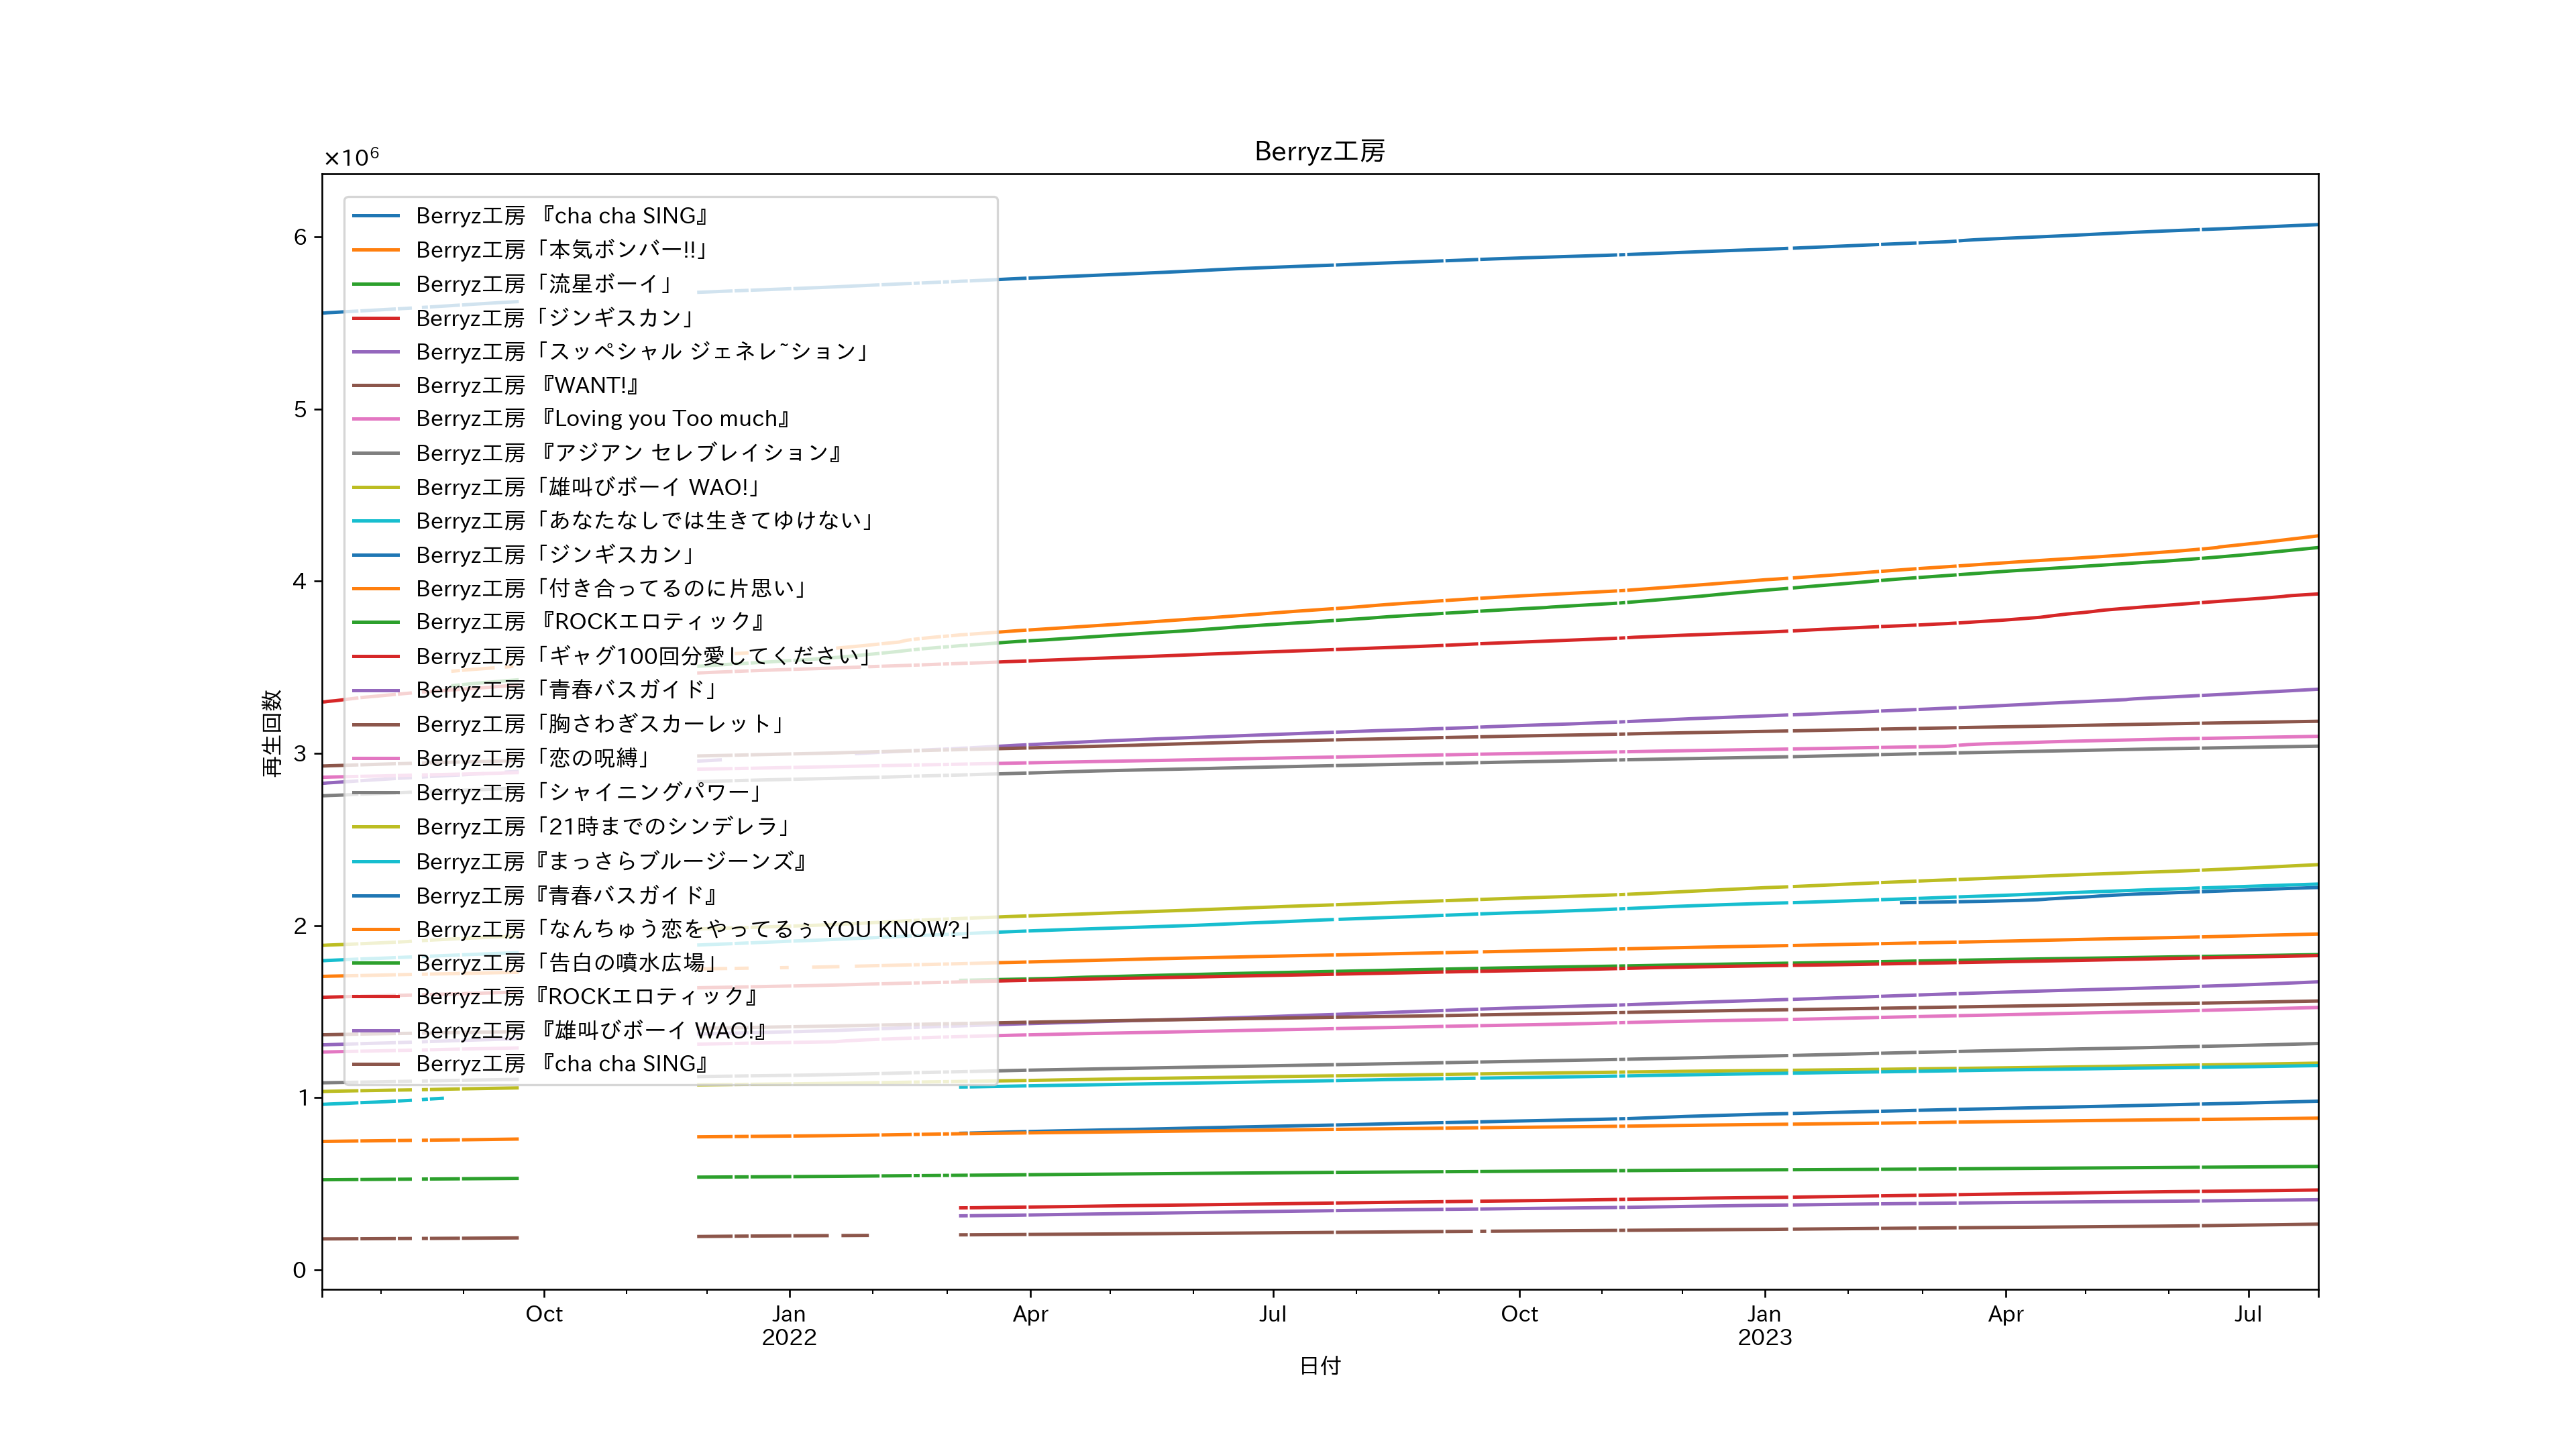 Berryz工房
×10⁶
6
5
4
3
2
1
0
再生回数
Berryz工房 『cha cha SING』
Berryz工房「本気ボンバー!!」
Berryz工房「流星ボーイ」
Berryz工房「ジンギスカン」
Berryz工房「スッペシャル ジェネレ~ション」
Berryz工房 『WANT!』
Berryz工房 『Loving you Too much』
Berryz工房 『アジアン セレブレイション』
Berryz工房「雄叫びボーイ WAO!」
Berryz工房「あなたなしでは生きてゆけない」
Berryz工房「ジンギスカン」
Berryz工房「付き合ってるのに片思い」
Berryz工房 『ROCKエロティック』
Berryz工房「ギャグ100回分愛してください」
Berryz工房「青春バスガイド」
Berryz工房「胸さわぎスカーレット」
Berryz工房「恋の呪縛」
Berryz工房「シャイニングパワー」
Berryz工房「21時までのシンデレラ」
Berryz工房『まっさらブルージーンズ』
Berryz工房『青春バスガイド』
Berryz工房「なんちゅう恋をやってるぅ YOU KNOW?」
Berryz工房「告白の噴水広場」
Berryz工房『ROCKエロティック』
Berryz工房 『雄叫びボーイ WAO!』
Berryz工房 『cha cha SING』
Oct
Jan
2022
Apr
Jul
Oct
Jan
2023
Apr
Jul
日付